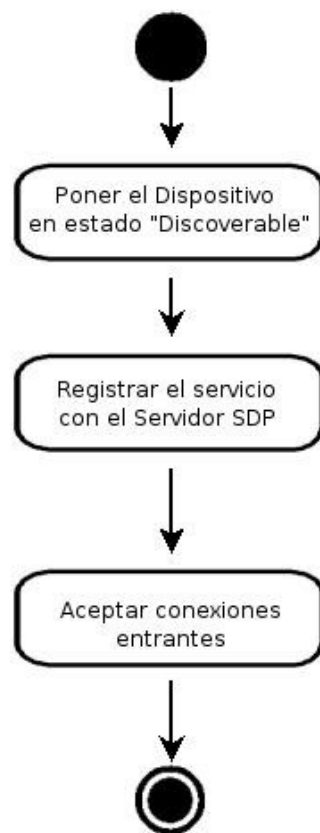 Poner el Dispositivo
en estado "Discoverable"
Registrar el servicio
con el Servidor SDP
Aceptar conexiones
entrantes